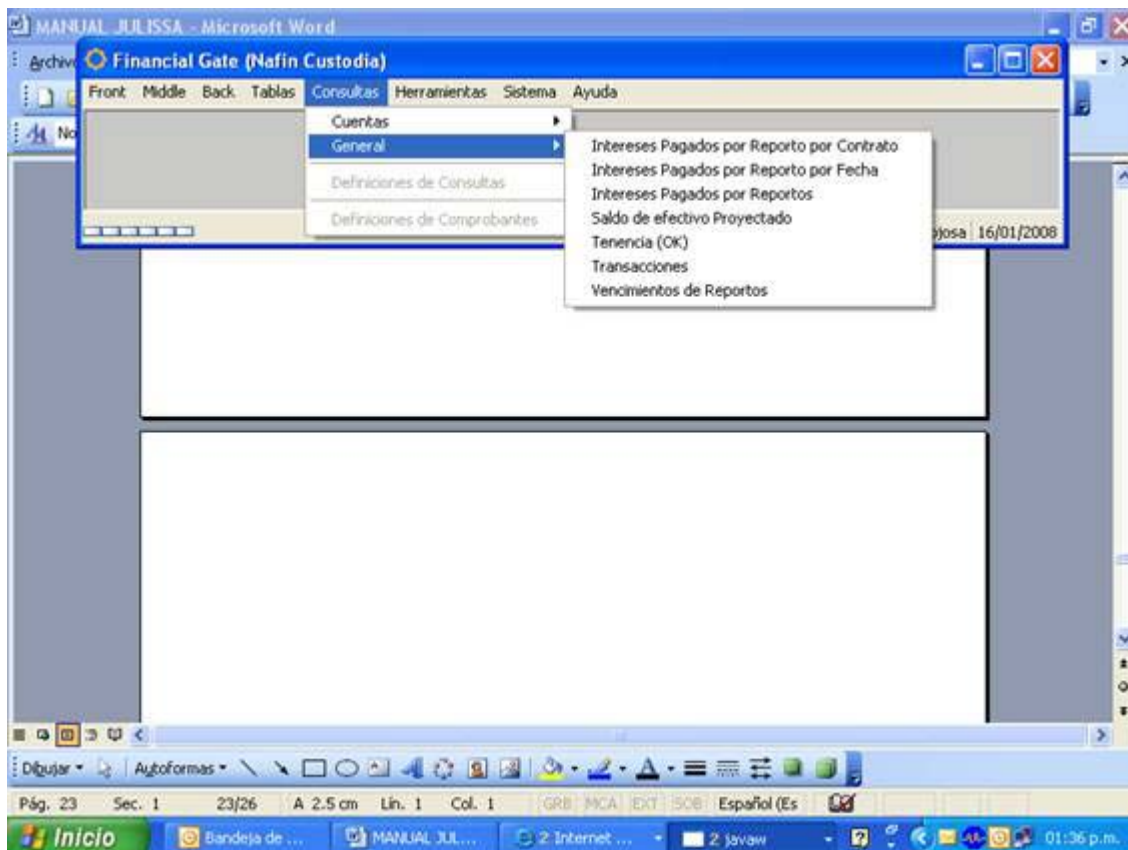 MANUAL JULISSA - Microsoft Word
Financial Gate (Nafin Custodia)
Front Middle Back Tablas Consultas Herramientas Sistema Ayuda
Cuentas
General
Definiciones de Consultas
Definiciones de Comprobantes
Intereses Pagados por Reporto por Contrato
Intereses Pagados por Reporto por Fecha
Intereses Pagados por Reportos
Saldo de efectivo Proyectado
Tenencia (OK)
Transacciones
Vencimientos de Reportos
16/01/2008
Dibujar Autoformas
Pág. 23 Sec. 1 23/26 A 2.5 cm Lín. 1 Col. 1 GRB MCA EXT SOB Español (Es
Inicio Bandeja de ... MANUAL JUL... 2 Internet ... 2 javaw 01:36 p.m.